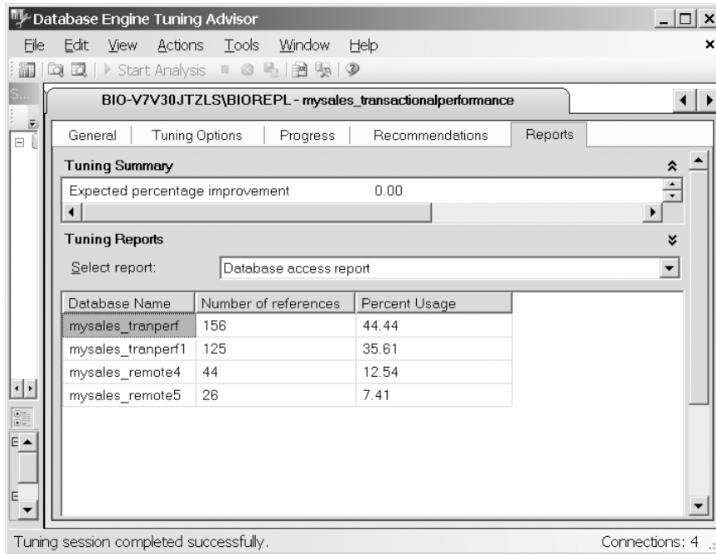 Database Engine Tuning Advisor
File Edit View Actions Tools Window Help
Start Analysis
S...
BIO-V7V30JTZLS\BIOREPL - mysales_transactionalperformance
General Tuning Options Progress Recommendations Reports
Tuning Summary
Expected percentage improvement 0.00
Tuning Reports
Select report: Database access report
Database Name Number of references Percent Usage
mysales_tranperf 156 44.44
mysales_tranperf1 125 35.61
mysales_remote4 44 12.54
mysales_remote5 26 7.41
Tuning session completed successfully. Connections: 4